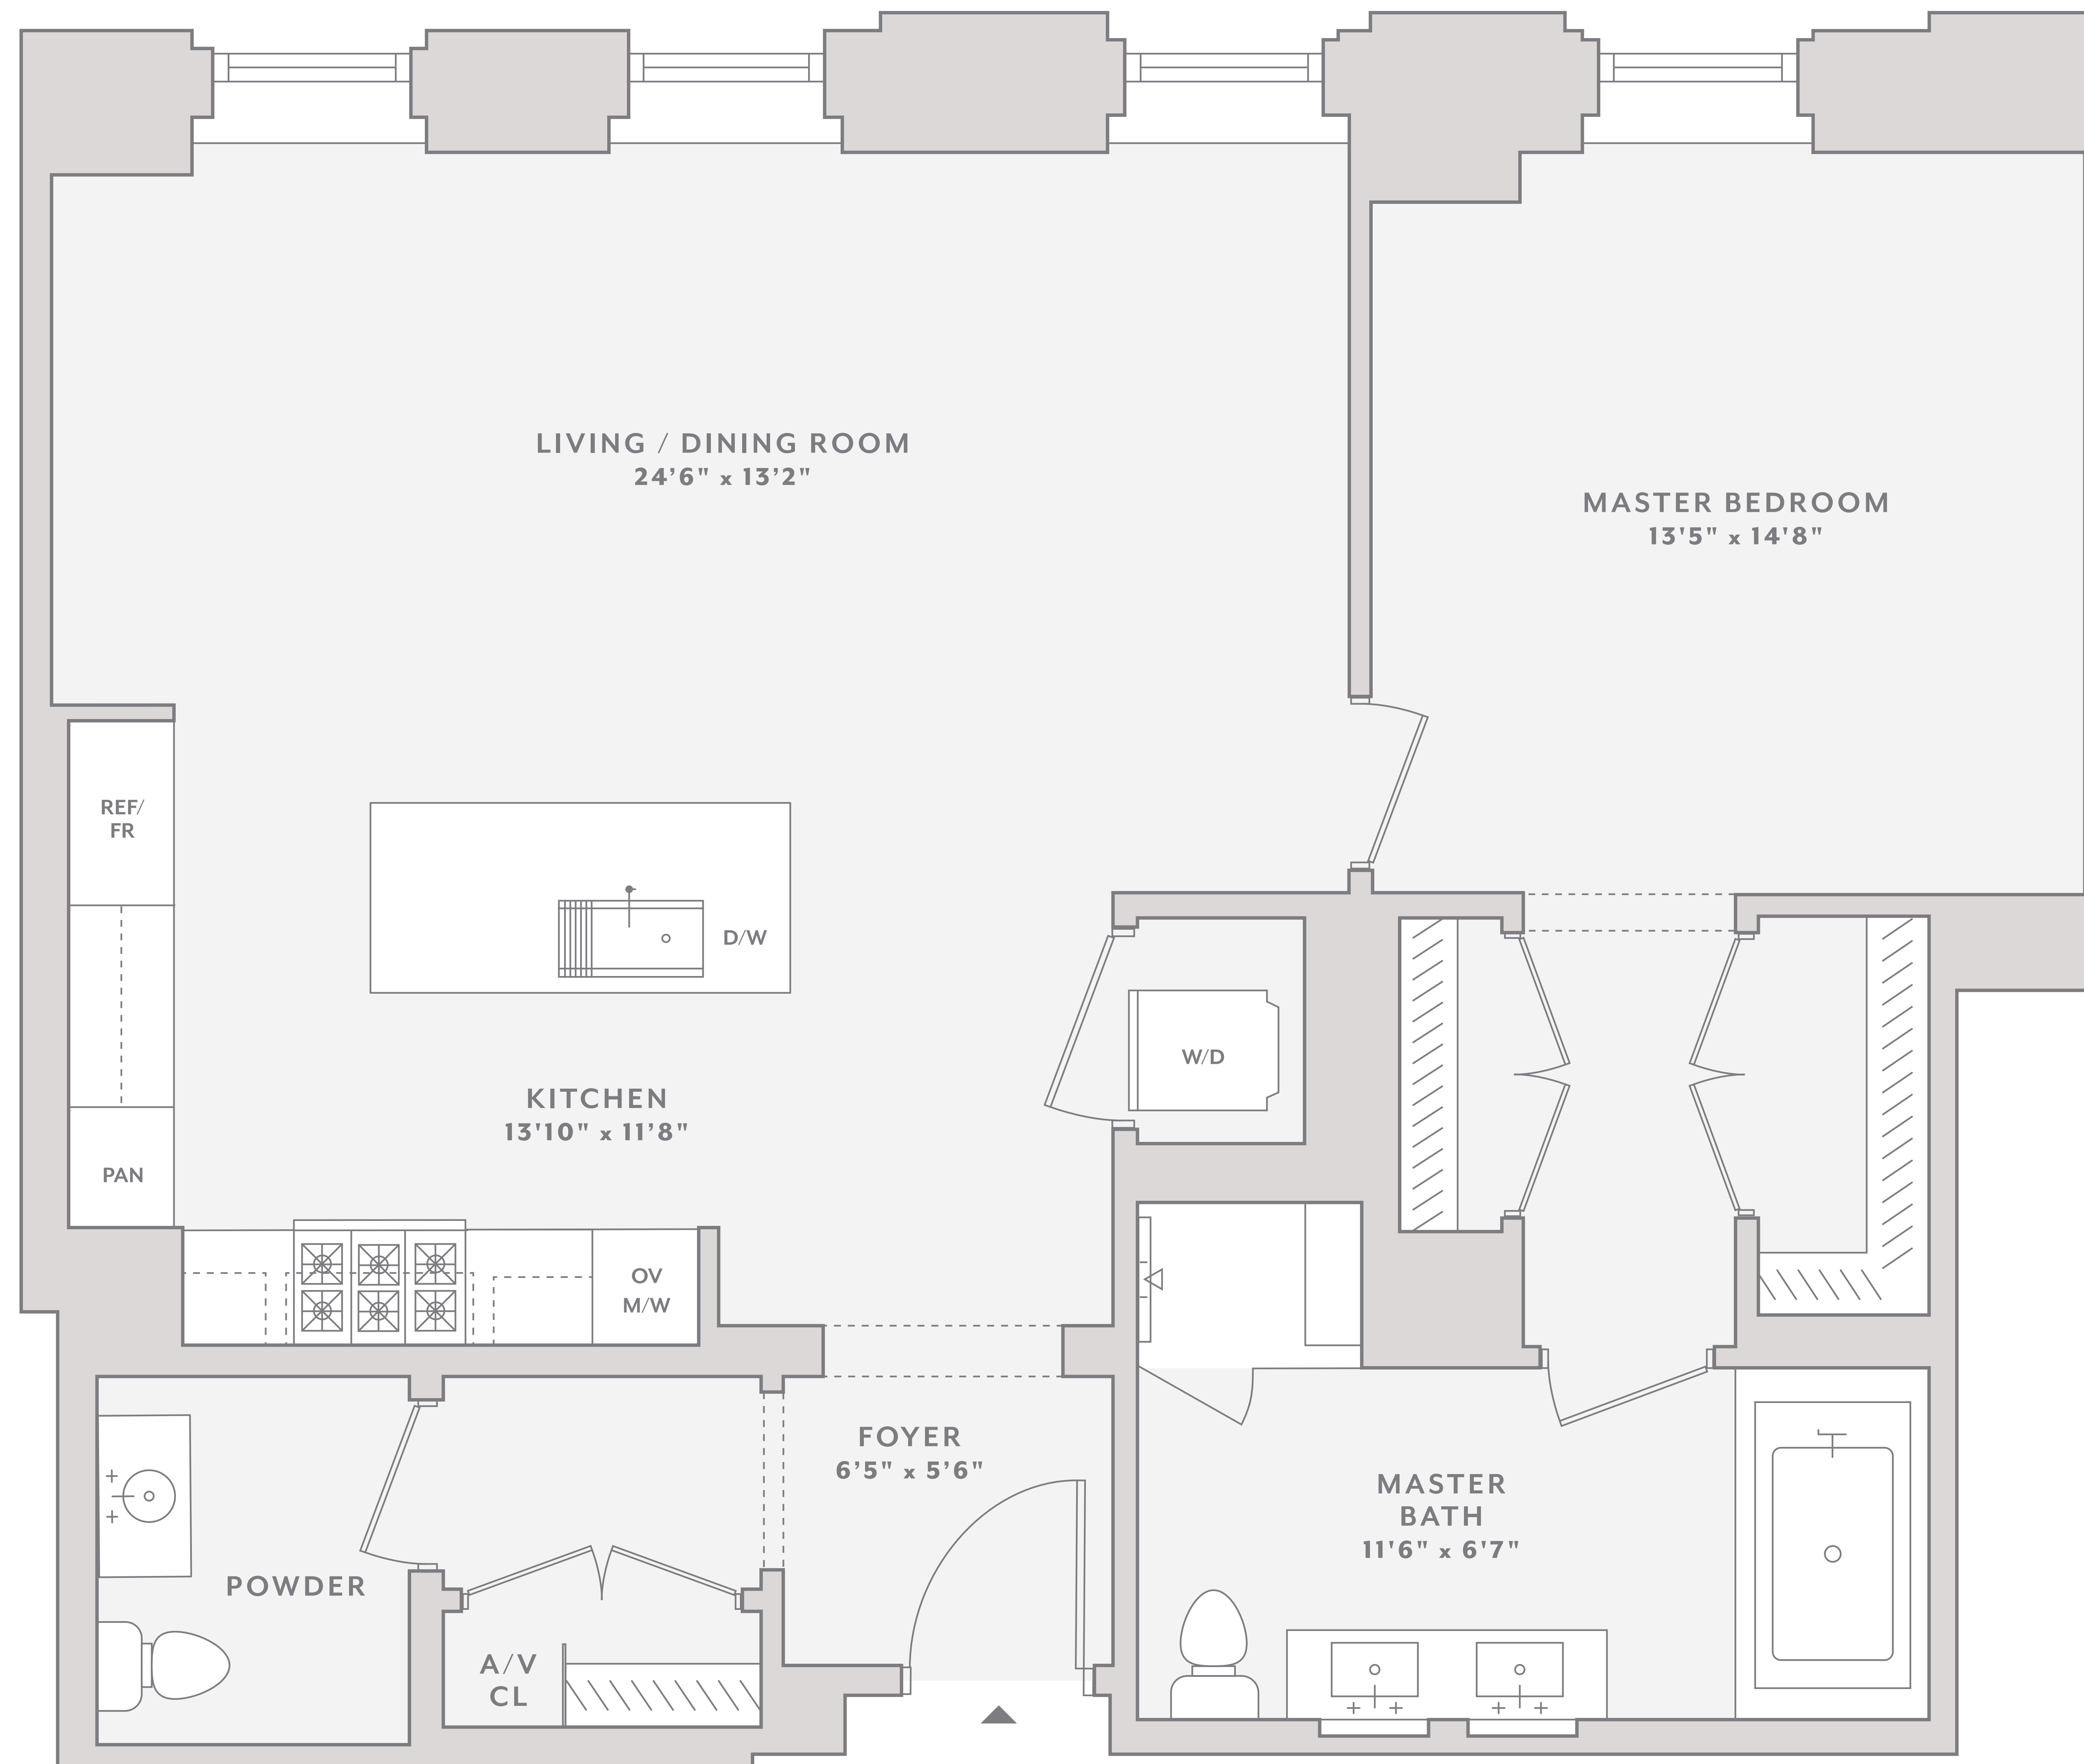 LIVING / DINING ROOM
24’6" x 13’2"
MASTER BEDROOM
13'5" x 14'8"
REF/
FR
D/W
W/D
KITCHEN
13'10" x 11’8"
PAN
OV
M/W
FOYER
6’5" x 5’6"
MASTER
BATH
11'6" x 6'7"
POWDER
A/V
CL